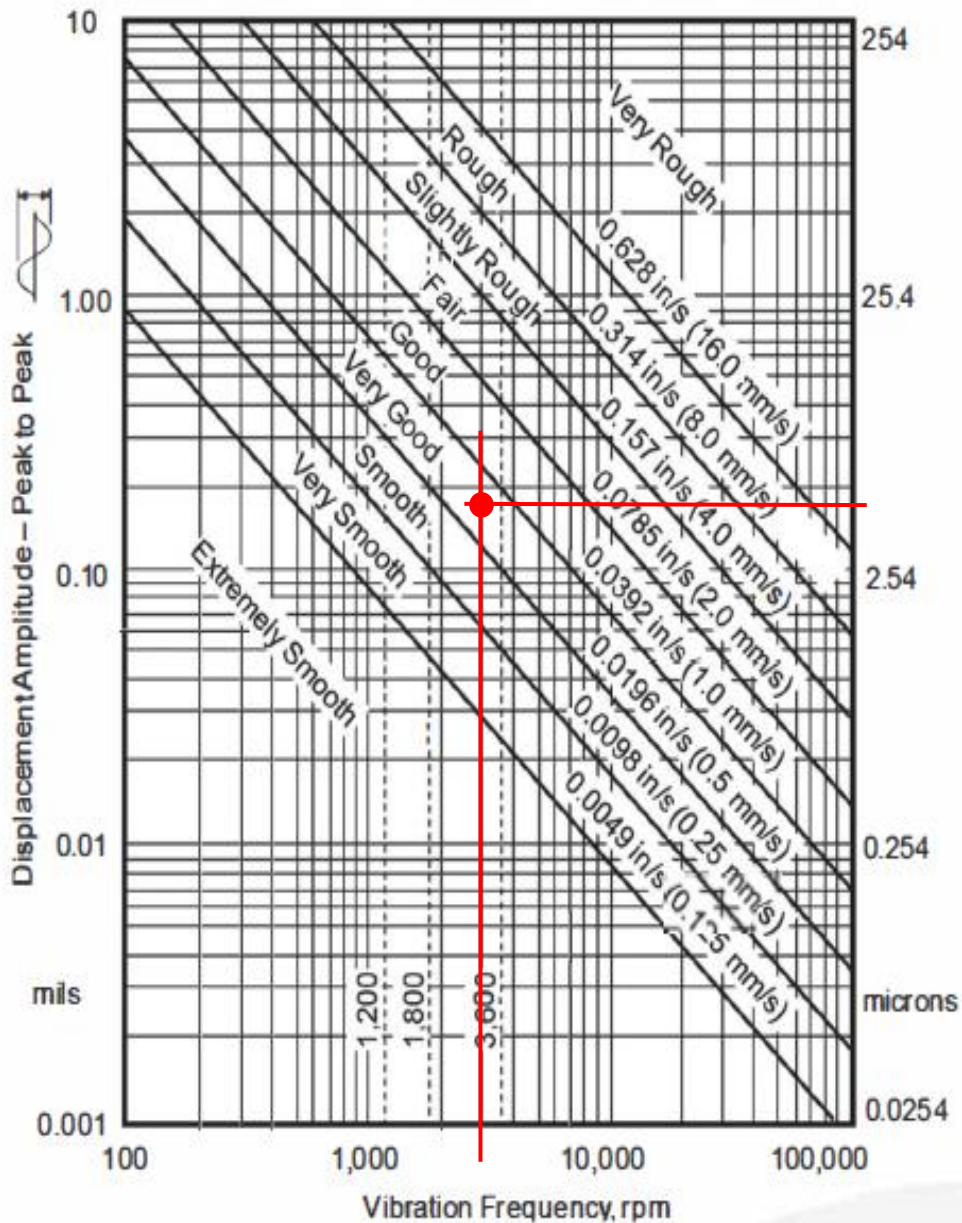 10
1.00
0.10
0.01
mils
0.001
Displacement Amplitude – Peak to Peak
254
25,4
2.54
0.254
microns
0.0254
Very Rough
Rough
Slightly Rough
Fair
Good
Very Good
Smooth
Very Smooth
Extremely Smooth
0.628 in/s (16.0 mm/s)
0.314 in/s (8.0 mm/s)
0.157 in/s (4.0 mm/s)
0.0785 in/s (2.0 mm/s)
0.0392 in/s (1.0 mm/s)
0.0196 in/s (0.5 mm/s)
0.0098 in/s (0.25 mm/s)
0.0049 in/s (0.125 mm/s)
1,200
1,800
3,600
100
1,000
10,000
100,000
Vibration Frequency, rpm